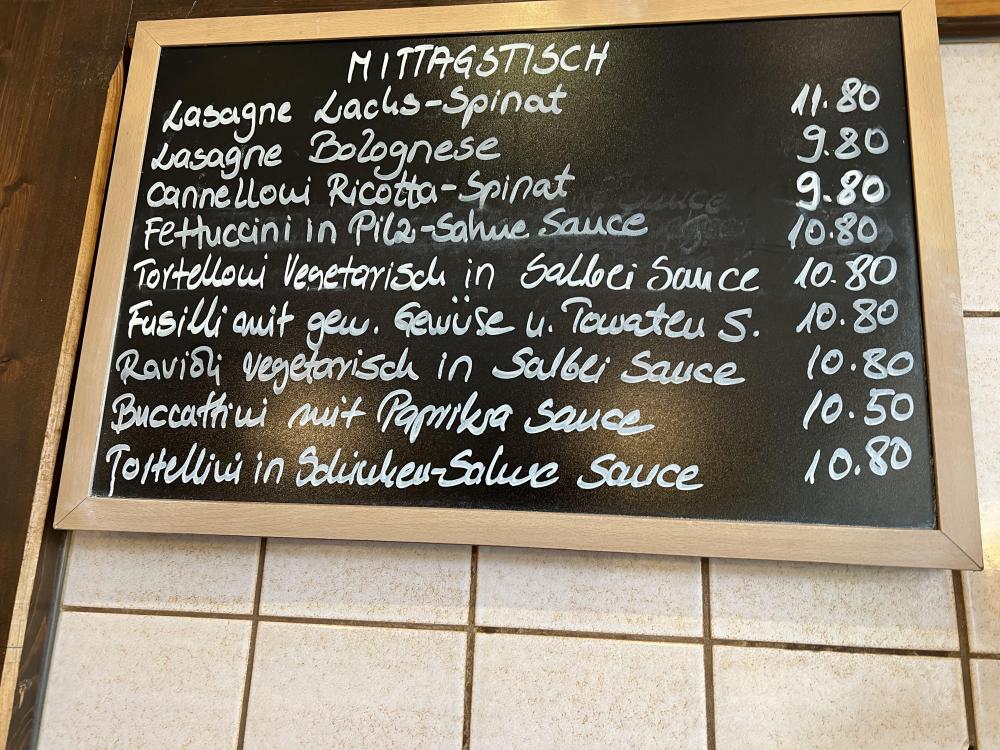 MITTAGSTISCH
Lasagne Lachs-Spinat 11.80
Lasagne Bolognese 9.80
Cannelloni Ricotta-Spinat 9.80
Fettuccini in Pilz-Sahne Sauce 10.80
Tortelloni Vegetarisch in Salbei Sauce 10.80
Fusilli mit gem. Gemüse u. Tomaten S. 10.80
Ravioli Vegetarisch in Salbei Sauce 10.80
Buccattini mit Paprika Sauce 10.50
Tortellini in Schinken-Sahne Sauce 10.80